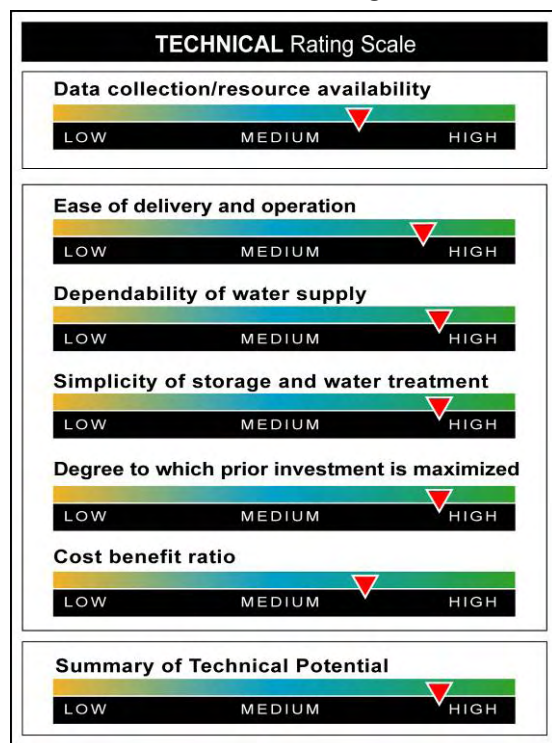 TECHNICAL Rating Scale
Data collection/resource availability
LOW MEDIUM HIGH
Ease of delivery and operation
LOW MEDIUM HIGH
Dependability of water supply
LOW MEDIUM HIGH
Simplicity of storage and water treatment
LOW MEDIUM HIGH
Degree to which prior investment is maximized
LOW MEDIUM HIGH
Cost benefit ratio
LOW MEDIUM HIGH
Summary of Technical Potential
LOW MEDIUM HIGH